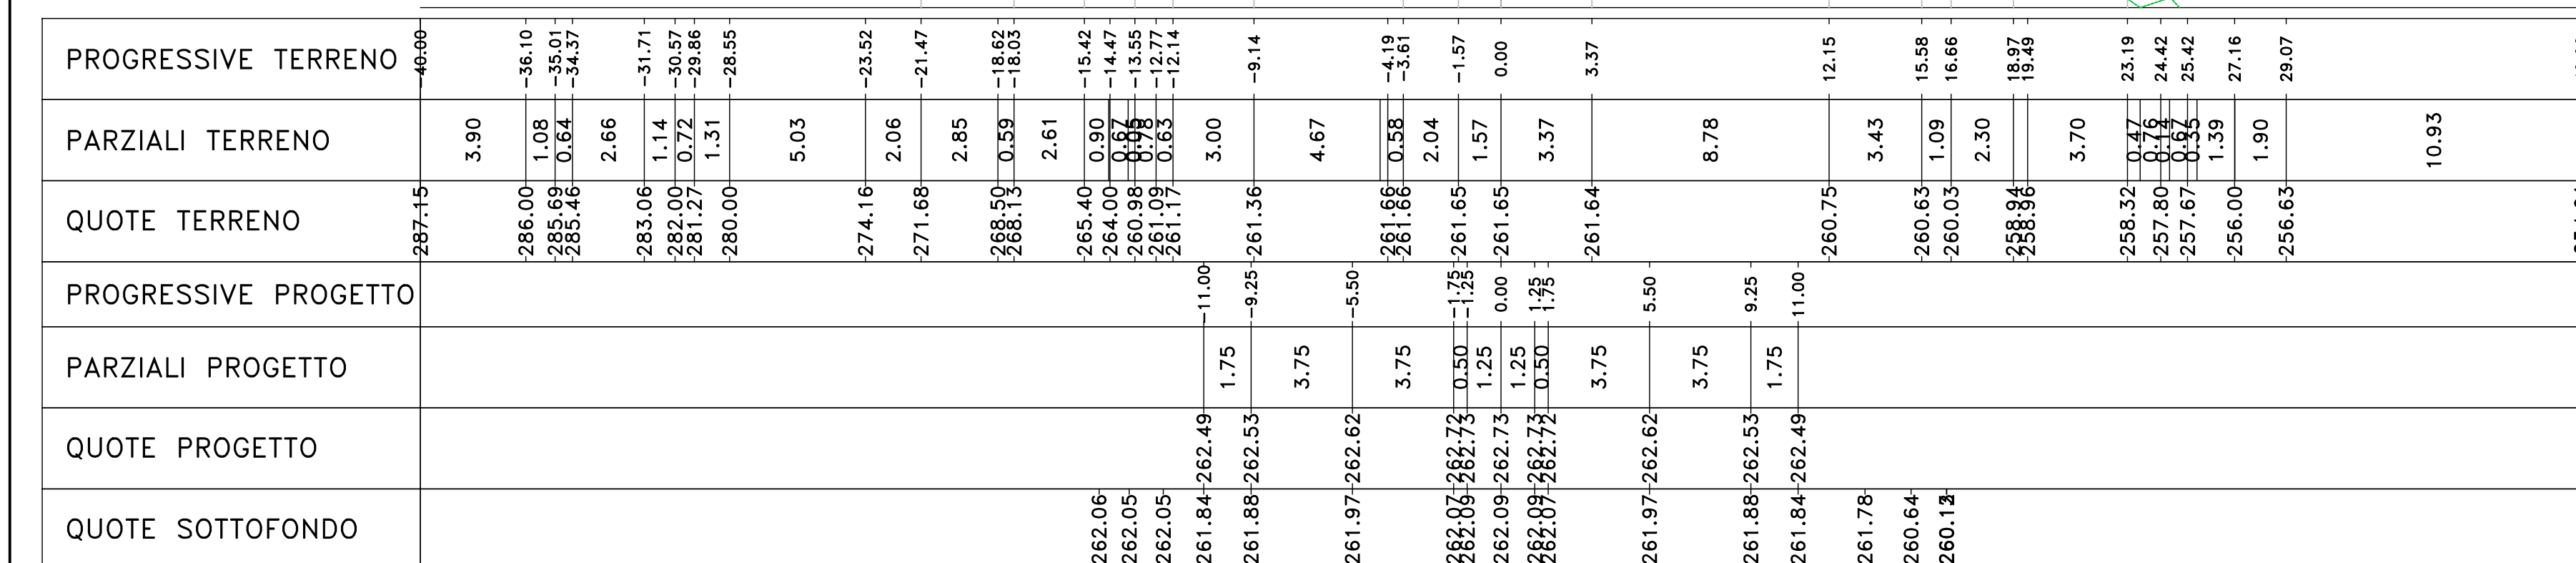 PROGRESSIVE TERRENO -40.00 -36.10 -35.01 -34.37 -31.71 -30.57 -29.86 -28.55 -23.52 -21.47 -18.62 -18.03 -15.42 -14.47 -13.55 -12.77 -12.14 -9.14 -4.19 -3.61 -1.57 0.00 3.37 12.15 15.58 16.66 18.97 19.49 23.19 24.42 25.42 27.16 29.07
PARZIALI TERRENO 3.90 1.08 0.64 2.66 1.14 0.72 1.31 5.03 2.06 2.85 0.59 2.61 0.90 0.67 0.05 0.78 0.63 3.00 4.67 0.58 2.04 1.57 3.37 8.78 3.43 1.09 2.30 3.70 0.47 0.76 0.14 0.67 0.35 1.39 1.90 10.93
QUOTE TERRENO 287.15 286.00 285.69 285.46 283.06 282.00 281.27 280.00 274.16 271.68 268.50 268.13 265.40 264.00 260.98 261.09 261.17 261.36 261.66 261.66 261.65 261.65 261.64 260.75 260.63 260.03 258.94 258.96 258.32 257.80 257.67 256.00 256.63
PROGRESSIVE PROGETTO -11.00 -9.25 -5.50 -1.75 -1.25 0.00 1.25 1.75 5.50 9.25 11.00
PARZIALI PROGETTO 1.75 3.75 3.75 0.50 1.25 1.25 0.50 3.75 3.75 1.75
QUOTE PROGETTO 262.49 262.53 262.62 262.72 262.73 262.73 262.73 262.72 262.62 262.53 262.49
QUOTE SOTTOFONDO 262.06 262.05 262.05 261.84 261.88 261.97 262.07 262.09 262.09 262.09 262.07 261.97 261.88 261.84 261.78 260.64